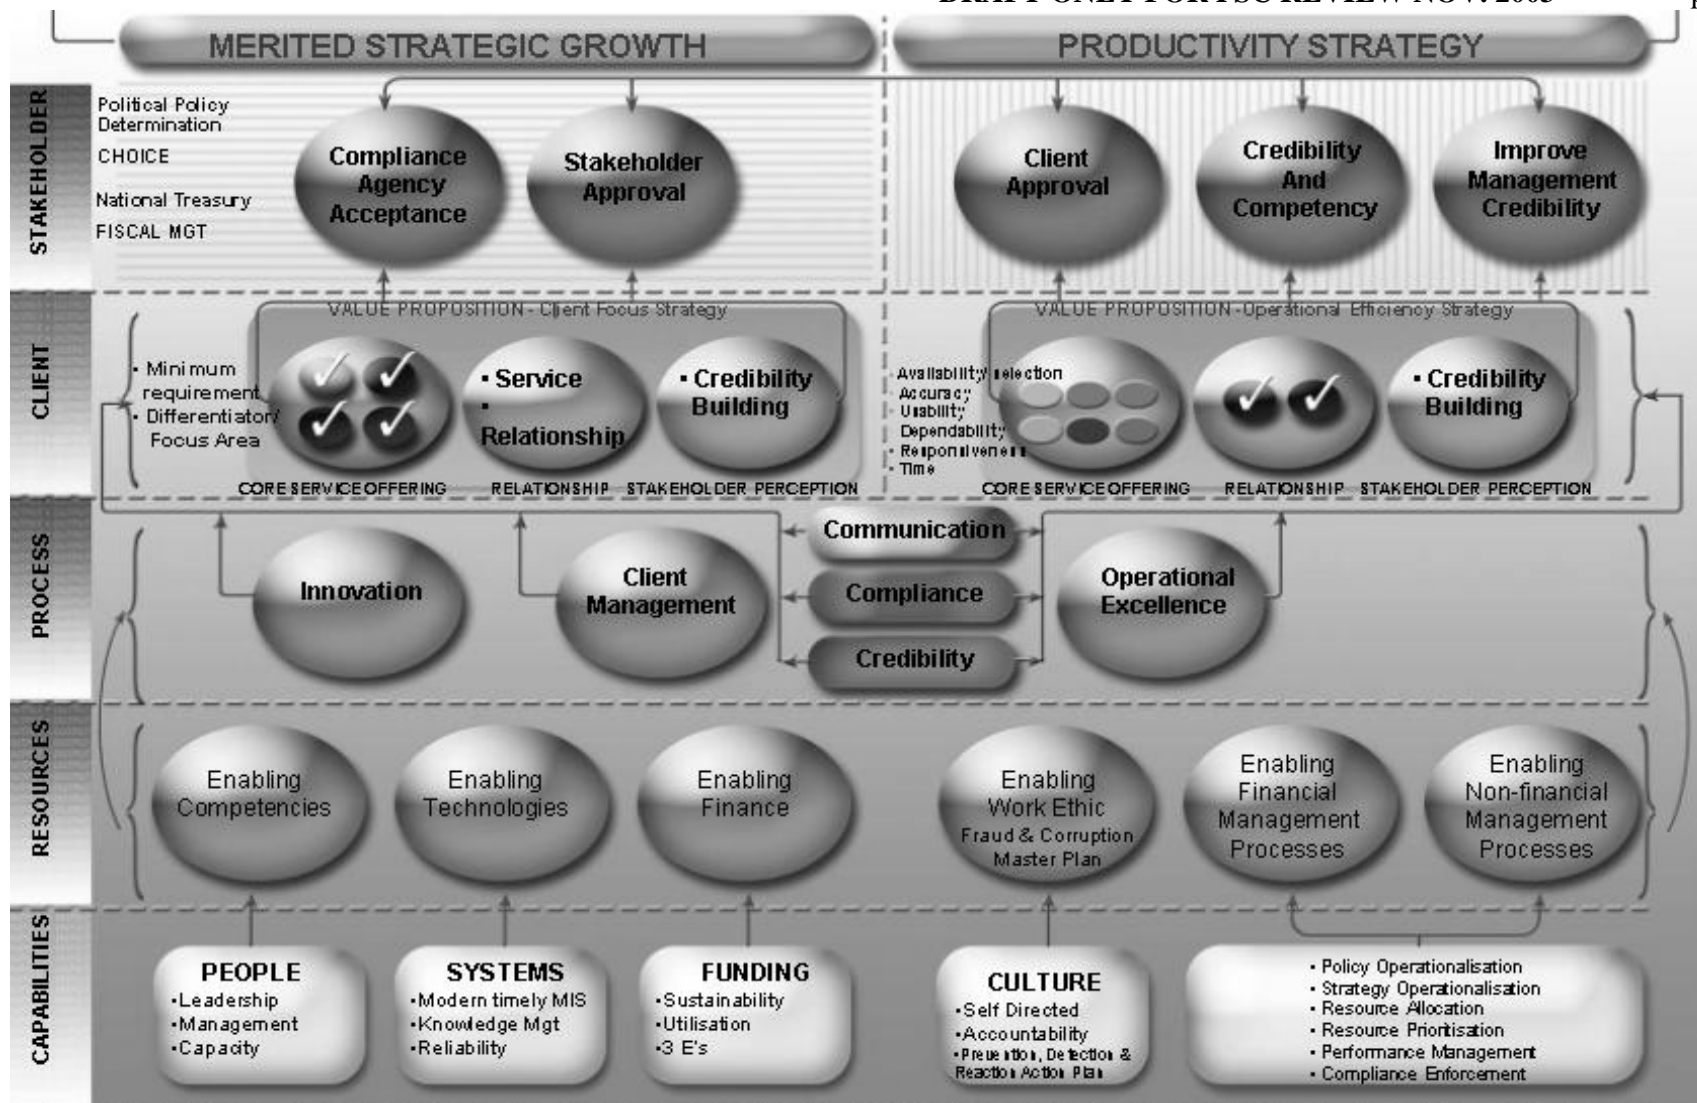 DRAFT ONLY FOR PSC REVIEW NOV. 2005
MERITED STRATEGIC GROWTH
PRODUCTIVITY STRATEGY
STAKEHOLDER
Political Policy
Determination
CHOICE
National Treasury
FISCAL MGT
Compliance
Agency
Acceptance
Stakeholder
Approval
Client
Approval
Credibility
And
Competency
Improve
Management
Credibility
CLIENT
VALUE PROPOSITION - Client Focus Strategy
• Minimum
requirement
• Differentiator/
Focus Area
• Service
•
Relationship
• Credibility
Building
CORE SERVICE OFFERING
RELATIONSHIP
STAKEHOLDER PERCEPTION
VALUE PROPOSITION -Operational Efficiency Strategy
• Availability/selection
• Accuracy
• Usability
Dependability
• Responsiveness
• Time
• Credibility
Building
CORE SERVICE OFFERING
RELATIONSHIP
STAKEHOLDER PERCEPTION
PROCESS
Innovation
Client
Management
Communication
Compliance
Credibility
Operational
Excellence
RESOURCES
Enabling
Competencies
Enabling
Technologies
Enabling
Finance
Enabling
Work Ethic
Fraud & Corruption
Master Plan
Enabling
Financial
Management
Processes
Enabling
Non-financial
Management
Processes
CAPABILITIES
PEOPLE
•Leadership
•Management
•Capacity
SYSTEMS
•Modern timely MIS
•Knowledge Mgt
•Reliability
FUNDING
•Sustainability
•Utilisation
•3 E's
CULTURE
•Self Directed
•Accountability
•Prevention, Detection &
Reaction Action Plan
• Policy Operationalisation
• Strategy Operationalisation
• Resource Allocation
• Resource Prioritisation
• Performance Management
• Compliance Enforcement